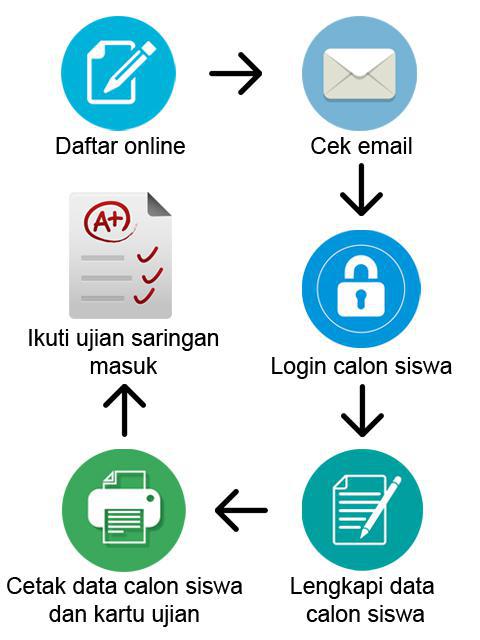 Daftar online
Cek email
Login calon siswa
Lengkapi data
calon siswa
Cetak data calon siswa
dan kartu ujian
Ikuti ujian saringan
masuk
A+